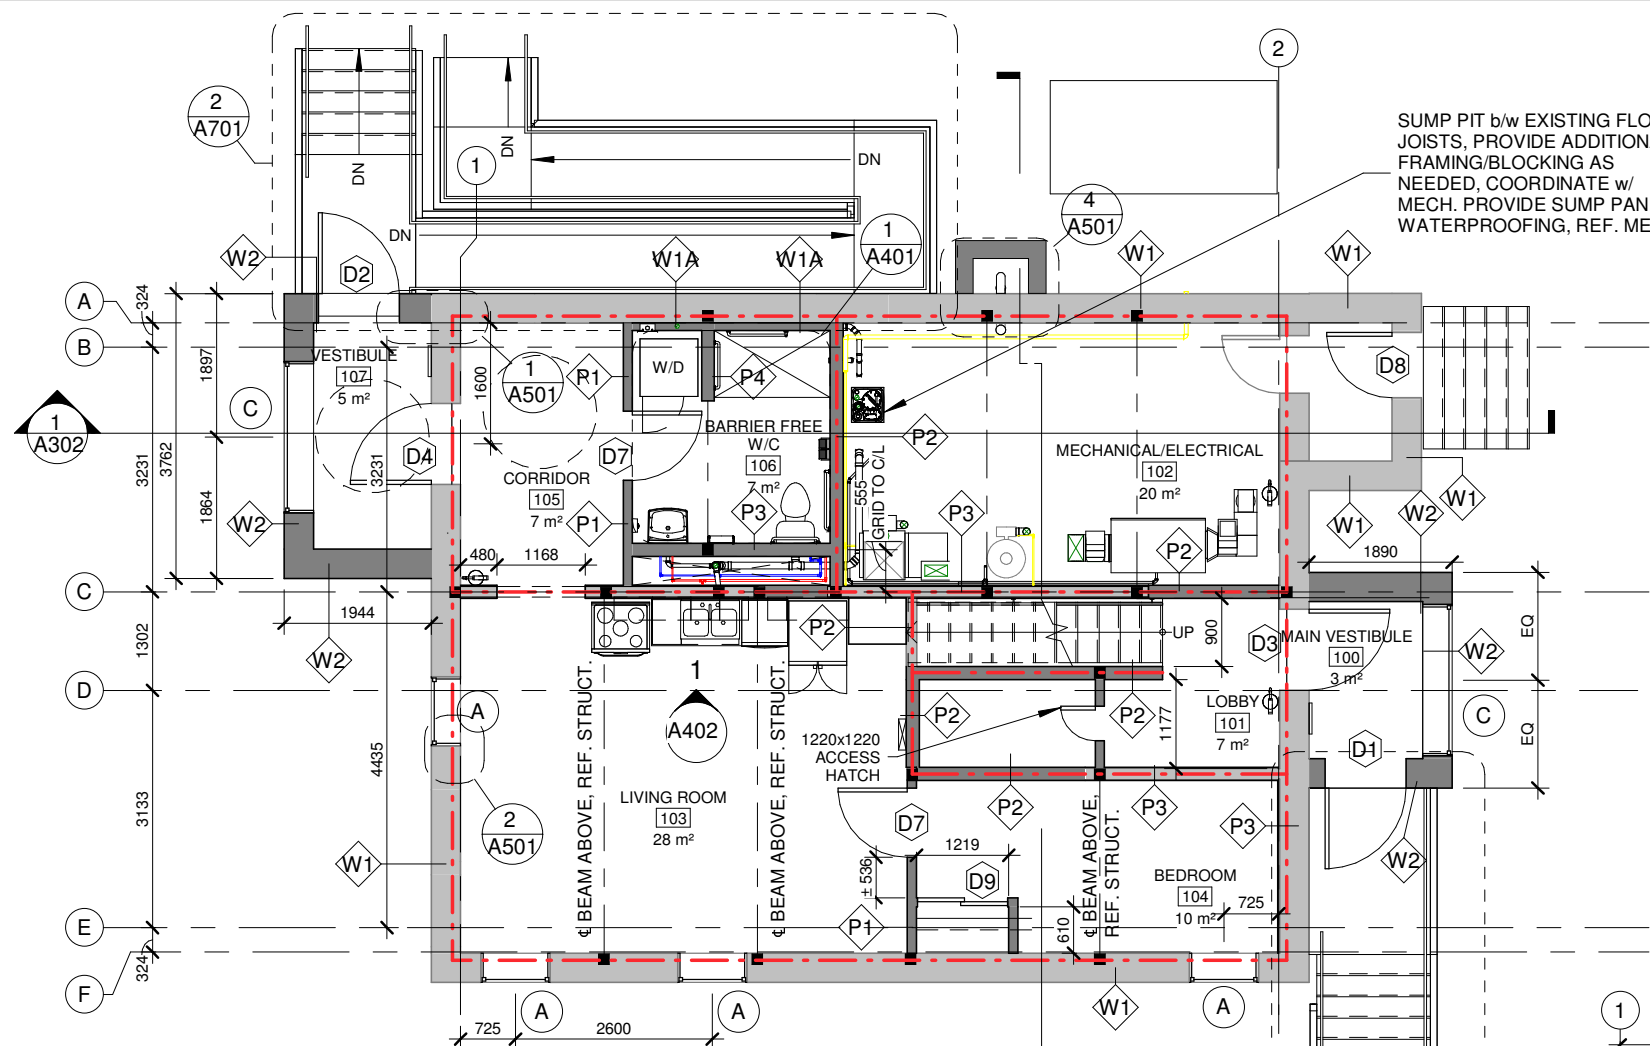 2
A701
1
2
DN
DN
DN
DN
4
A501
1
A401
SUMP PIT b/w EXISTING FLO
JOISTS, PROVIDE ADDITION
FRAMING/BLOCKING AS
NEEDED, COORDINATE w/
MECH. PROVIDE SUMP PAN
WATERPROOFING, REF. ME
W2
D2
W1A
W1A
W1
W1
A
324
B
1897
VESTIBULE
107
5 m²
C
1
A302
3231
3762
1864
3231
D4
W2
1600
1
A501
P1
W/D
P4
BARRIER FREE
W/C
106
7 m²
D7
CORRIDOR
105
7 m²
P1
P3
P2
555
GRID TO C/L
MECHANICAL/ELECTRICAL
102
20 m²
P3
P2
D8
W1
W1
W2
1890
480
1168
C
1944
1302
W2
P2
UP
900
D3
MAIN VESTIBULE
100
3 m²
W2
EQ
EQ
D
A
1
A402
P2
P2
LOBBY
101
7 m²
1177
C
D1
1220x1220
ACCESS
HATCH
4435
3133
℄ BEAM ABOVE, REF. STRUCT.
℄ BEAM ABOVE, REF. STRUCT.
LIVING ROOM
103
28 m²
2
A501
W1
P2
P3
P3
D7
1219
±536
D9
P1
610
℄ BEAM ABOVE,
REF. STRUCT.
BEDROOM
104
10 m²
725
W2
E
324
F
A
A
W1
A
1
725
2600